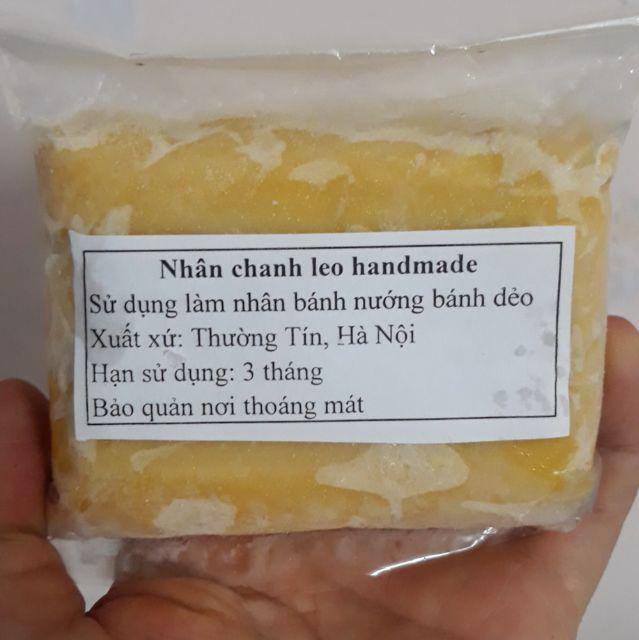 Nhân chanh leo handmade
Sử dụng làm nhân bánh nướng bánh dẻo
Xuất xứ: Thường Tín, Hà Nội
Hạn sử dụng: 3 tháng
Bảo quản nơi thoáng mát